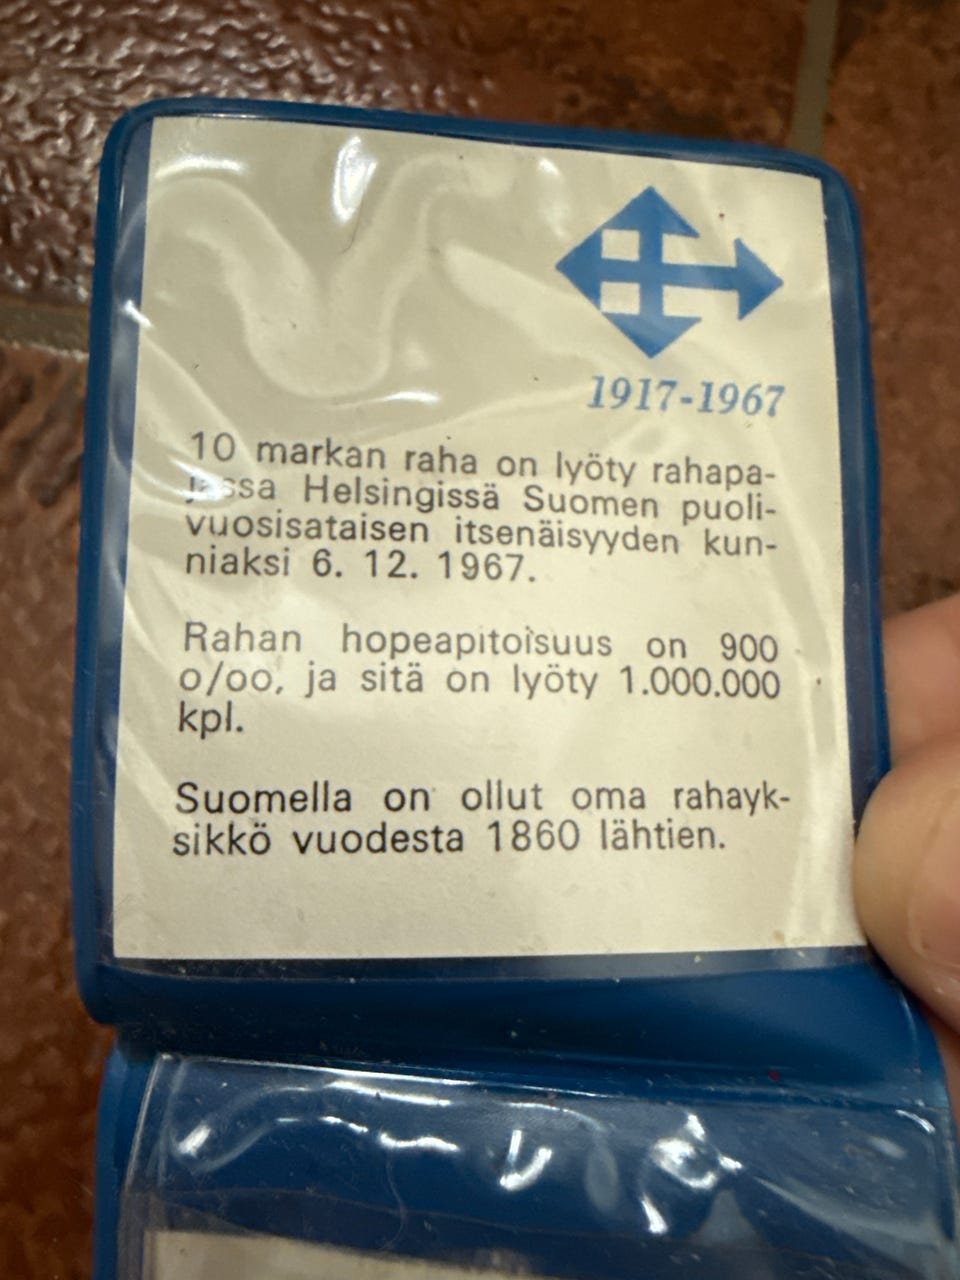 1917-1967
10 markan raha on lyöty rahapa-
jassa Helsingissä Suomen puoli-
vuosisataisen itsenäisyyden kun-
niaksi 6. 12. 1967.
Rahan hopeapitoisuus on 900
o/oo, ja sitä on lyöty 1.000.000
kpl.
Suomella on ollut oma rahayk-
sikkö vuodesta 1860 lähtien.